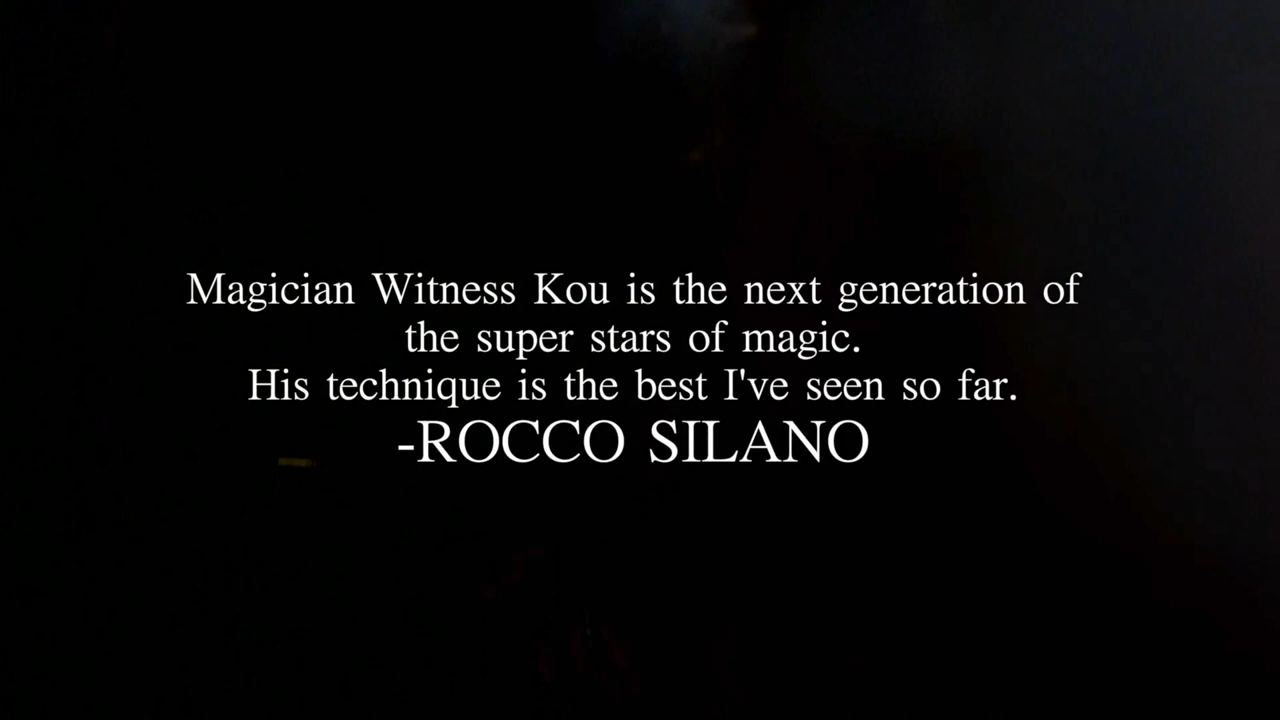 Magician Witness Kou is the next generation of
the super stars of magic.
His technique is the best I've seen so far.
-ROCCO SILANO